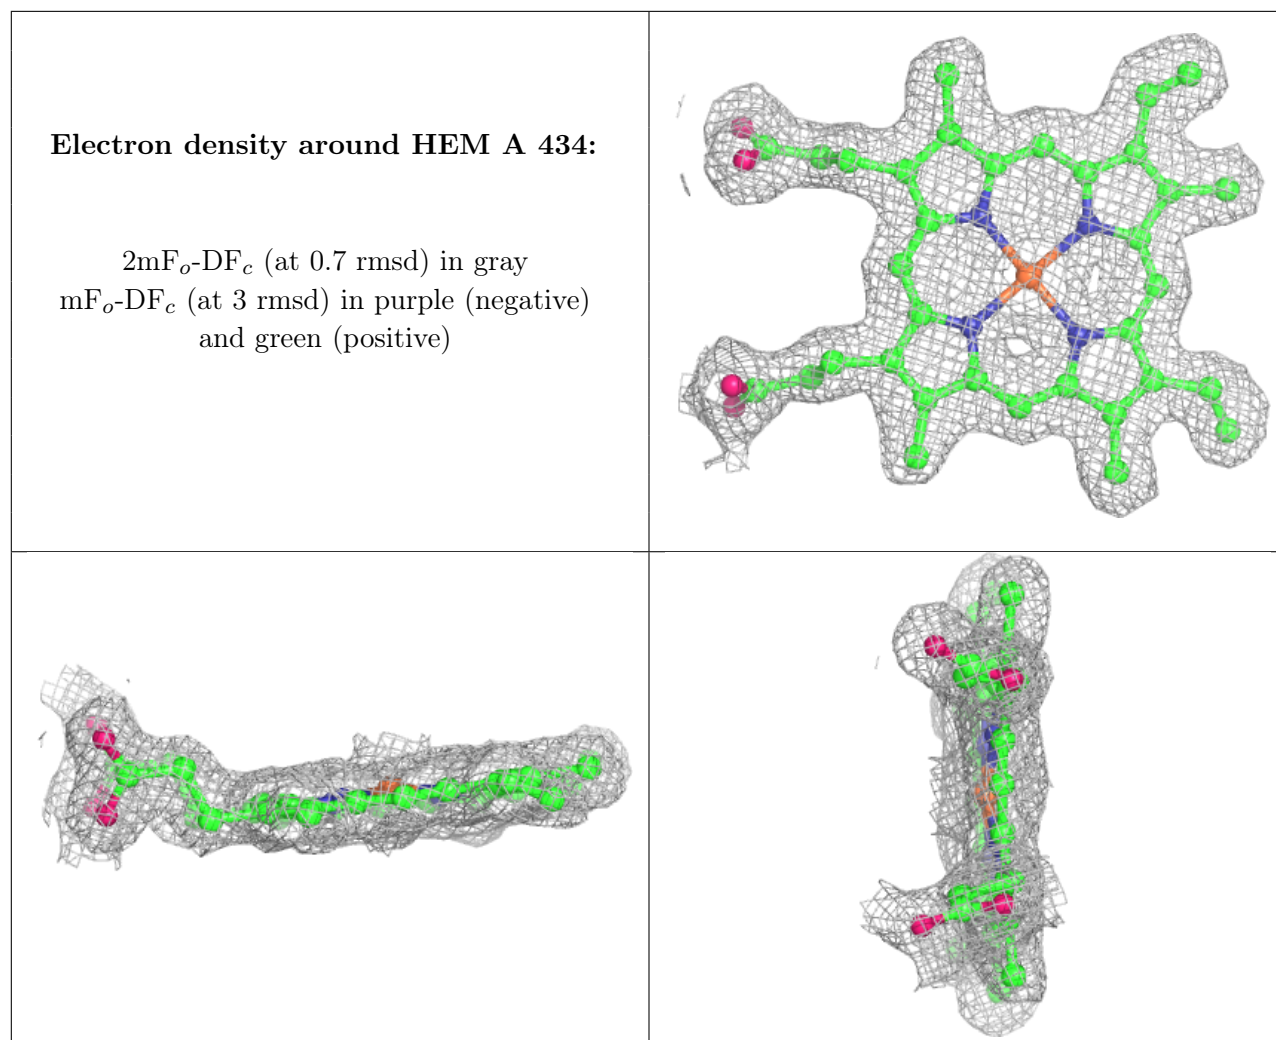 Electron density around HEM A 434:
2mFo-DFc (at 0.7 rmsd) in gray
mFo-DFc (at 3 rmsd) in purple (negative)
and green (positive)